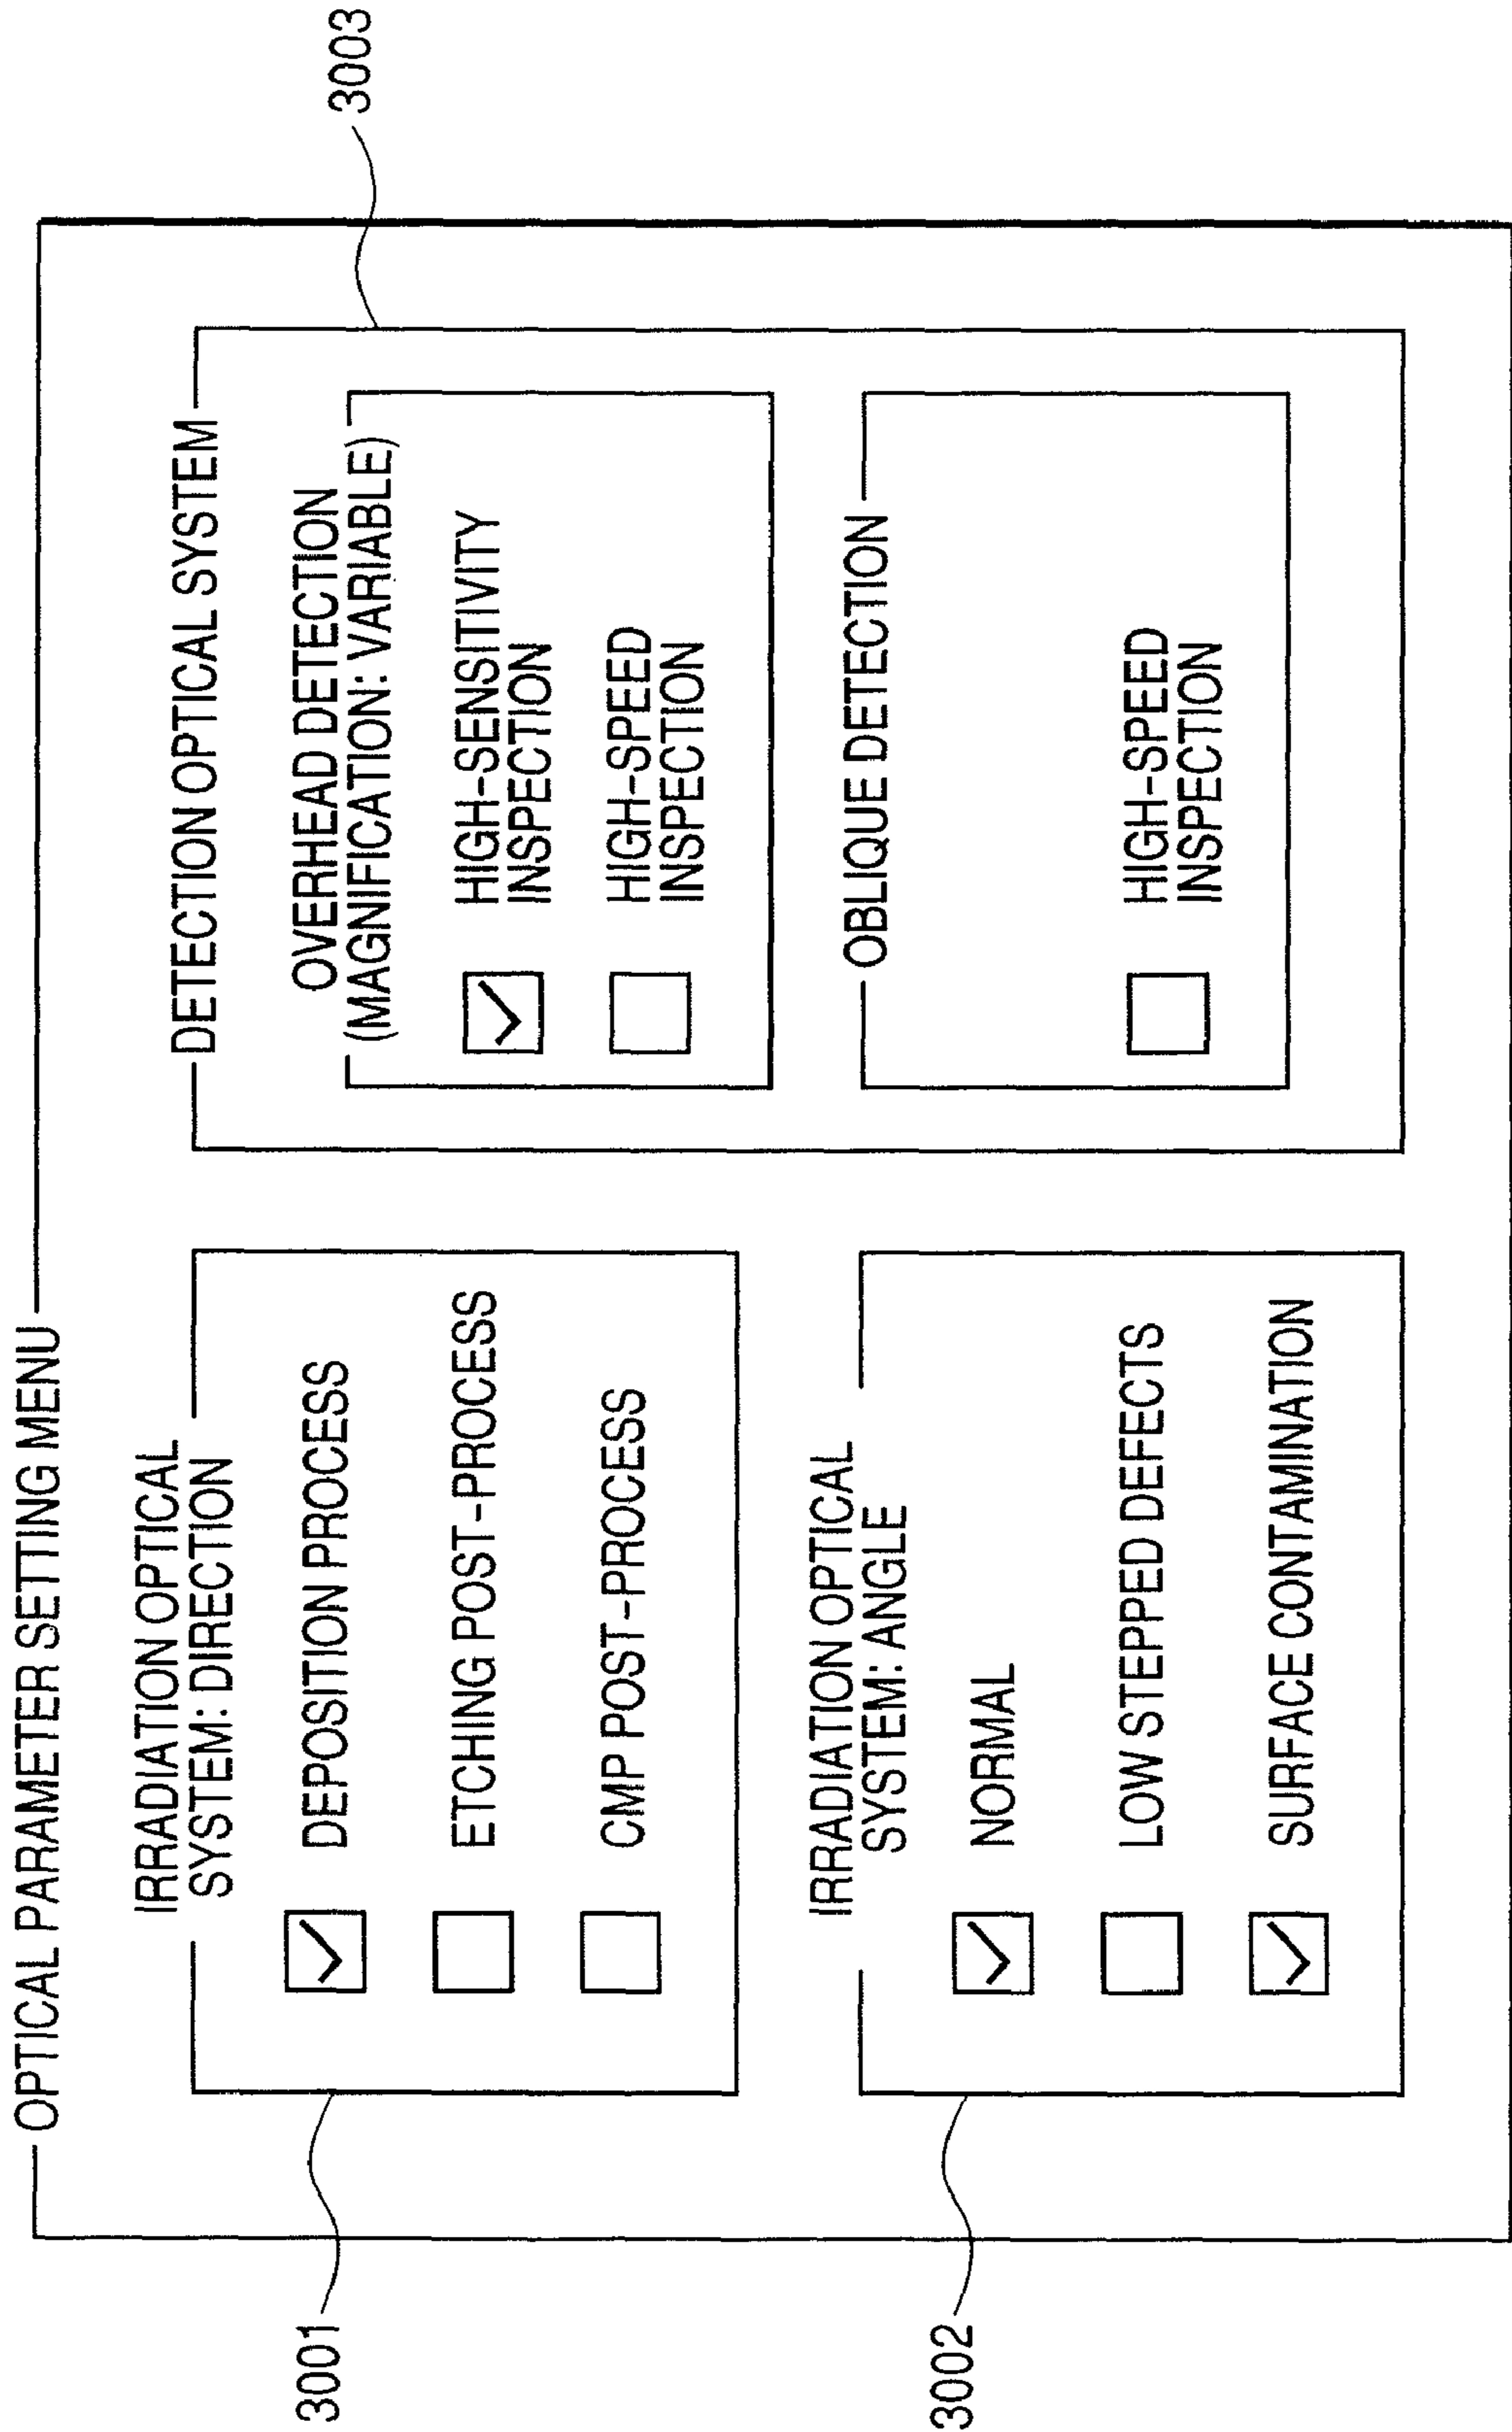 OPTICAL PARAMETER SETTING MENU
IRRADIATION OPTICAL
SYSTEM: DIRECTION
DEPOSITION PROCESS
ETCHING POST-PROCESS
CMP POST-PROCESS
3001
IRRADIATION OPTICAL
SYSTEM: ANGLE
NORMAL
LOW STEPPED DEFECTS
SURFACE CONTAMINATION
3002
DETECTION OPTICAL SYSTEM
OVERHEAD DETECTION
(MAGNIFICATION: VARIABLE)
HIGH-SENSITIVITY
INSPECTION
HIGH-SPEED
INSPECTION
OBLIQUE DETECTION
HIGH-SPEED
INSPECTION
3003